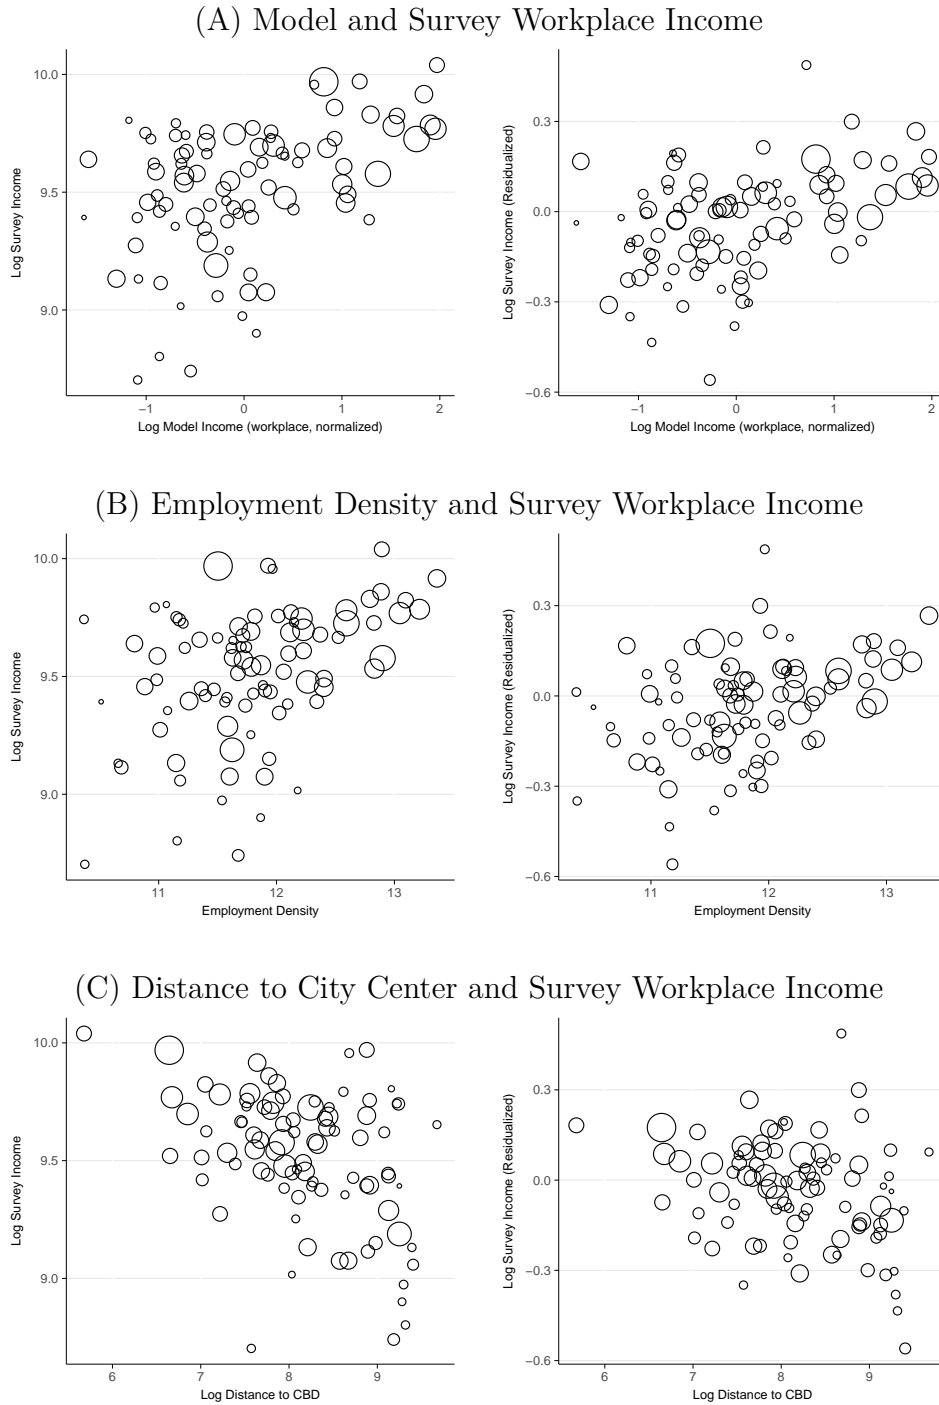 (A) Model and Survey Workplace Income
10.0
9.5
9.0
Log Survey Income
−1
0
1
2
Log Model Income (workplace, normalized)
0.3
0.0
−0.3
−0.6
Log Survey Income (Residualized)
−1
0
1
2
Log Model Income (workplace, normalized)
(B) Employment Density and Survey Workplace Income
10.0
9.5
9.0
Log Survey Income
11
12
13
Employment Density
0.3
0.0
−0.3
−0.6
Log Survey Income (Residualized)
11
12
13
Employment Density
(C) Distance to City Center and Survey Workplace Income
10.0
9.5
9.0
Log Survey Income
6
7
8
9
Log Distance to CBD
0.3
0.0
−0.3
−0.6
Log Survey Income (Residualized)
6
7
8
9
Log Distance to CBD